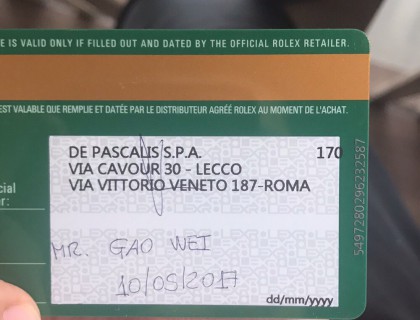 E IS VALID ONLY IF FILLED OUT AND DATED BY THE OFFICIAL ROLEX RETAILER.
EST VALABLE QUE REMPLIE ET DATÉE PAR LE DISTRIBUTEUR AGRÉÉ ROLEX AU MOMENT DE L'ACHAT.
DE PASCALIS S.P.A. 170
VIA CAVOUR 30 - LECCO
VIA VITTORIO VENETO 187-ROMA
cial
er:
MR. GAO WEI
10/05/2017
dd/mm/yyyy
5497280296232587